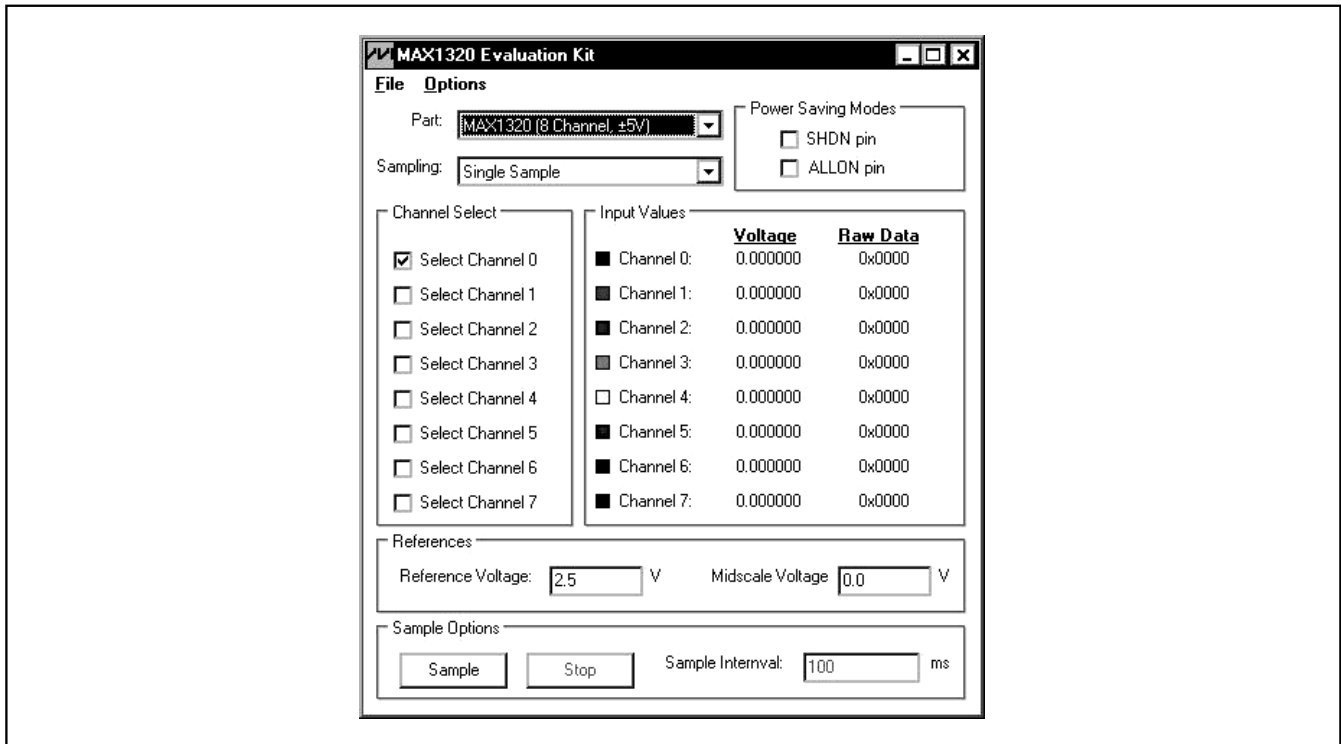 MAX1320 Evaluation Kit
File Options
Part: MAX1320 (8 Channel, ±5V)
Sampling: Single Sample
Power Saving Modes
SHDN pin
ALLON pin
Channel Select
Select Channel 0
Select Channel 1
Select Channel 2
Select Channel 3
Select Channel 4
Select Channel 5
Select Channel 6
Select Channel 7
Input Values
Voltage Raw Data
Channel 0: 0.000000 0x0000
Channel 1: 0.000000 0x0000
Channel 2: 0.000000 0x0000
Channel 3: 0.000000 0x0000
Channel 4: 0.000000 0x0000
Channel 5: 0.000000 0x0000
Channel 6: 0.000000 0x0000
Channel 7: 0.000000 0x0000
References
Reference Voltage: 2.5 V Midscale Voltage 0.0 V
Sample Options
Sample Stop Sample Internval: 100 ms